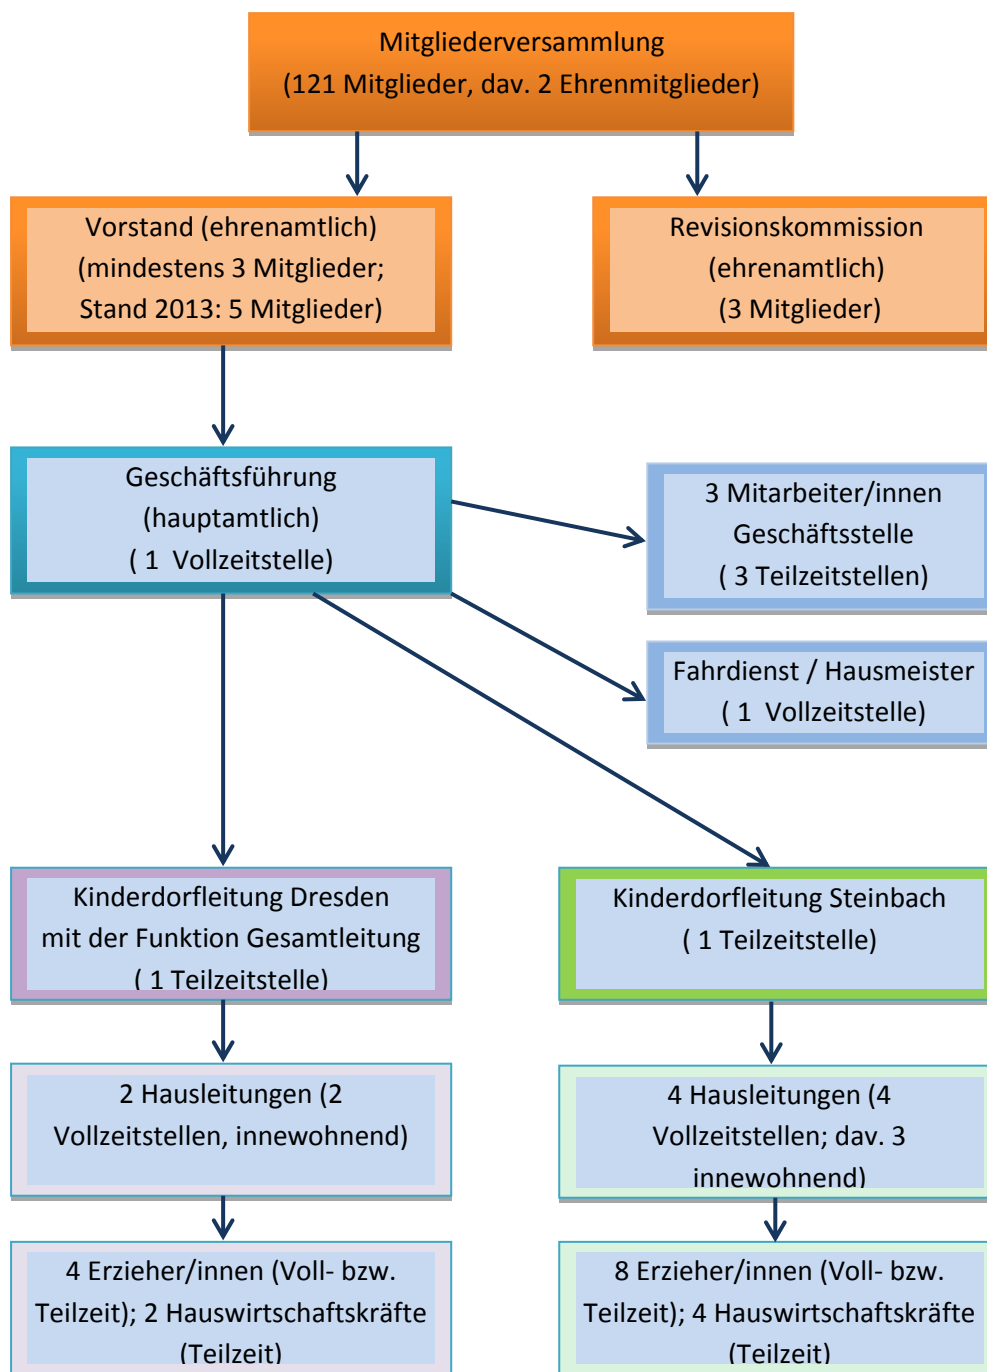 Mitgliederversammlung
(121 Mitglieder, dav. 2 Ehrenmitglieder)
Vorstand (ehrenamtlich)
(mindestens 3 Mitglieder;
Stand 2013: 5 Mitglieder)
Revisionskommission
(ehrenamtlich)
(3 Mitglieder)
Geschäftsführung
(hauptamtlich)
( 1 Vollzeitstelle)
3 Mitarbeiter/innen
Geschäftsstelle
( 3 Teilzeitstellen)
Fahrdienst / Hausmeister
( 1 Vollzeitstelle)
Kinderdorfleitung Dresden
mit der Funktion Gesamtleitung
( 1 Teilzeitstelle)
Kinderdorfleitung Steinbach
( 1 Teilzeitstelle)
2 Hausleitungen (2
Vollzeitstellen, innewohnend)
4 Hausleitungen (4
Vollzeitstellen; dav. 3
innewohnend)
4 Erzieher/innen (Voll- bzw.
Teilzeit); 2 Hauswirtschaftskräfte
(Teilzeit)
8 Erzieher/innen (Voll- bzw.
Teilzeit); 4 Hauswirtschaftskräfte
(Teilzeit)